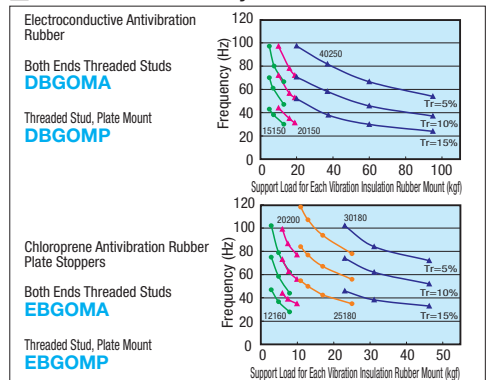 Electroconductive Antivibration
Rubber
Both Ends Threaded Studs
DBGOMA
Threaded Stud, Plate Mount
DBGOMP
Frequency (Hz)
120
100
80
60
40
20
0
40250
15150
20150
Tr=5%
Tr=10%
Tr=15%
0 20 40 60 80 100
Support Load for Each Vibration Insulation Rubber Mount (kgf)
Chloroprene Antivibration Rubber
Plate Stoppers
Both Ends Threaded Studs
EBGOMA
Threaded Stud, Plate Mount
EBGOMP
Frequency (Hz)
120
100
80
60
40
20
0
20200
30180
12160
25180
Tr=5%
Tr=10%
Tr=15%
0 10 20 30 40 50
Support Load for Each Vibration Insulation Rubber Mount (kgf)